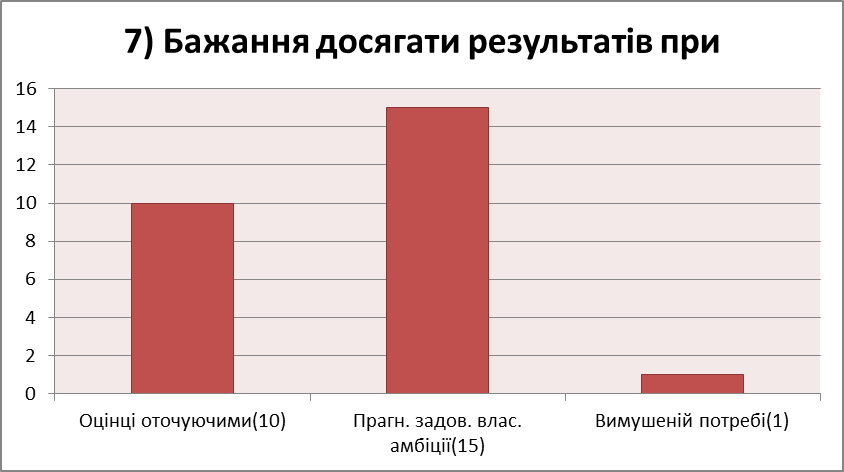 7) Бажання досягати результатів при
16
14
12
10
8
6
4
2
0
Оцінці оточуючими(10)
Прагн. задов. влас.
амбіції(15)
Вимушеній потребі(1)